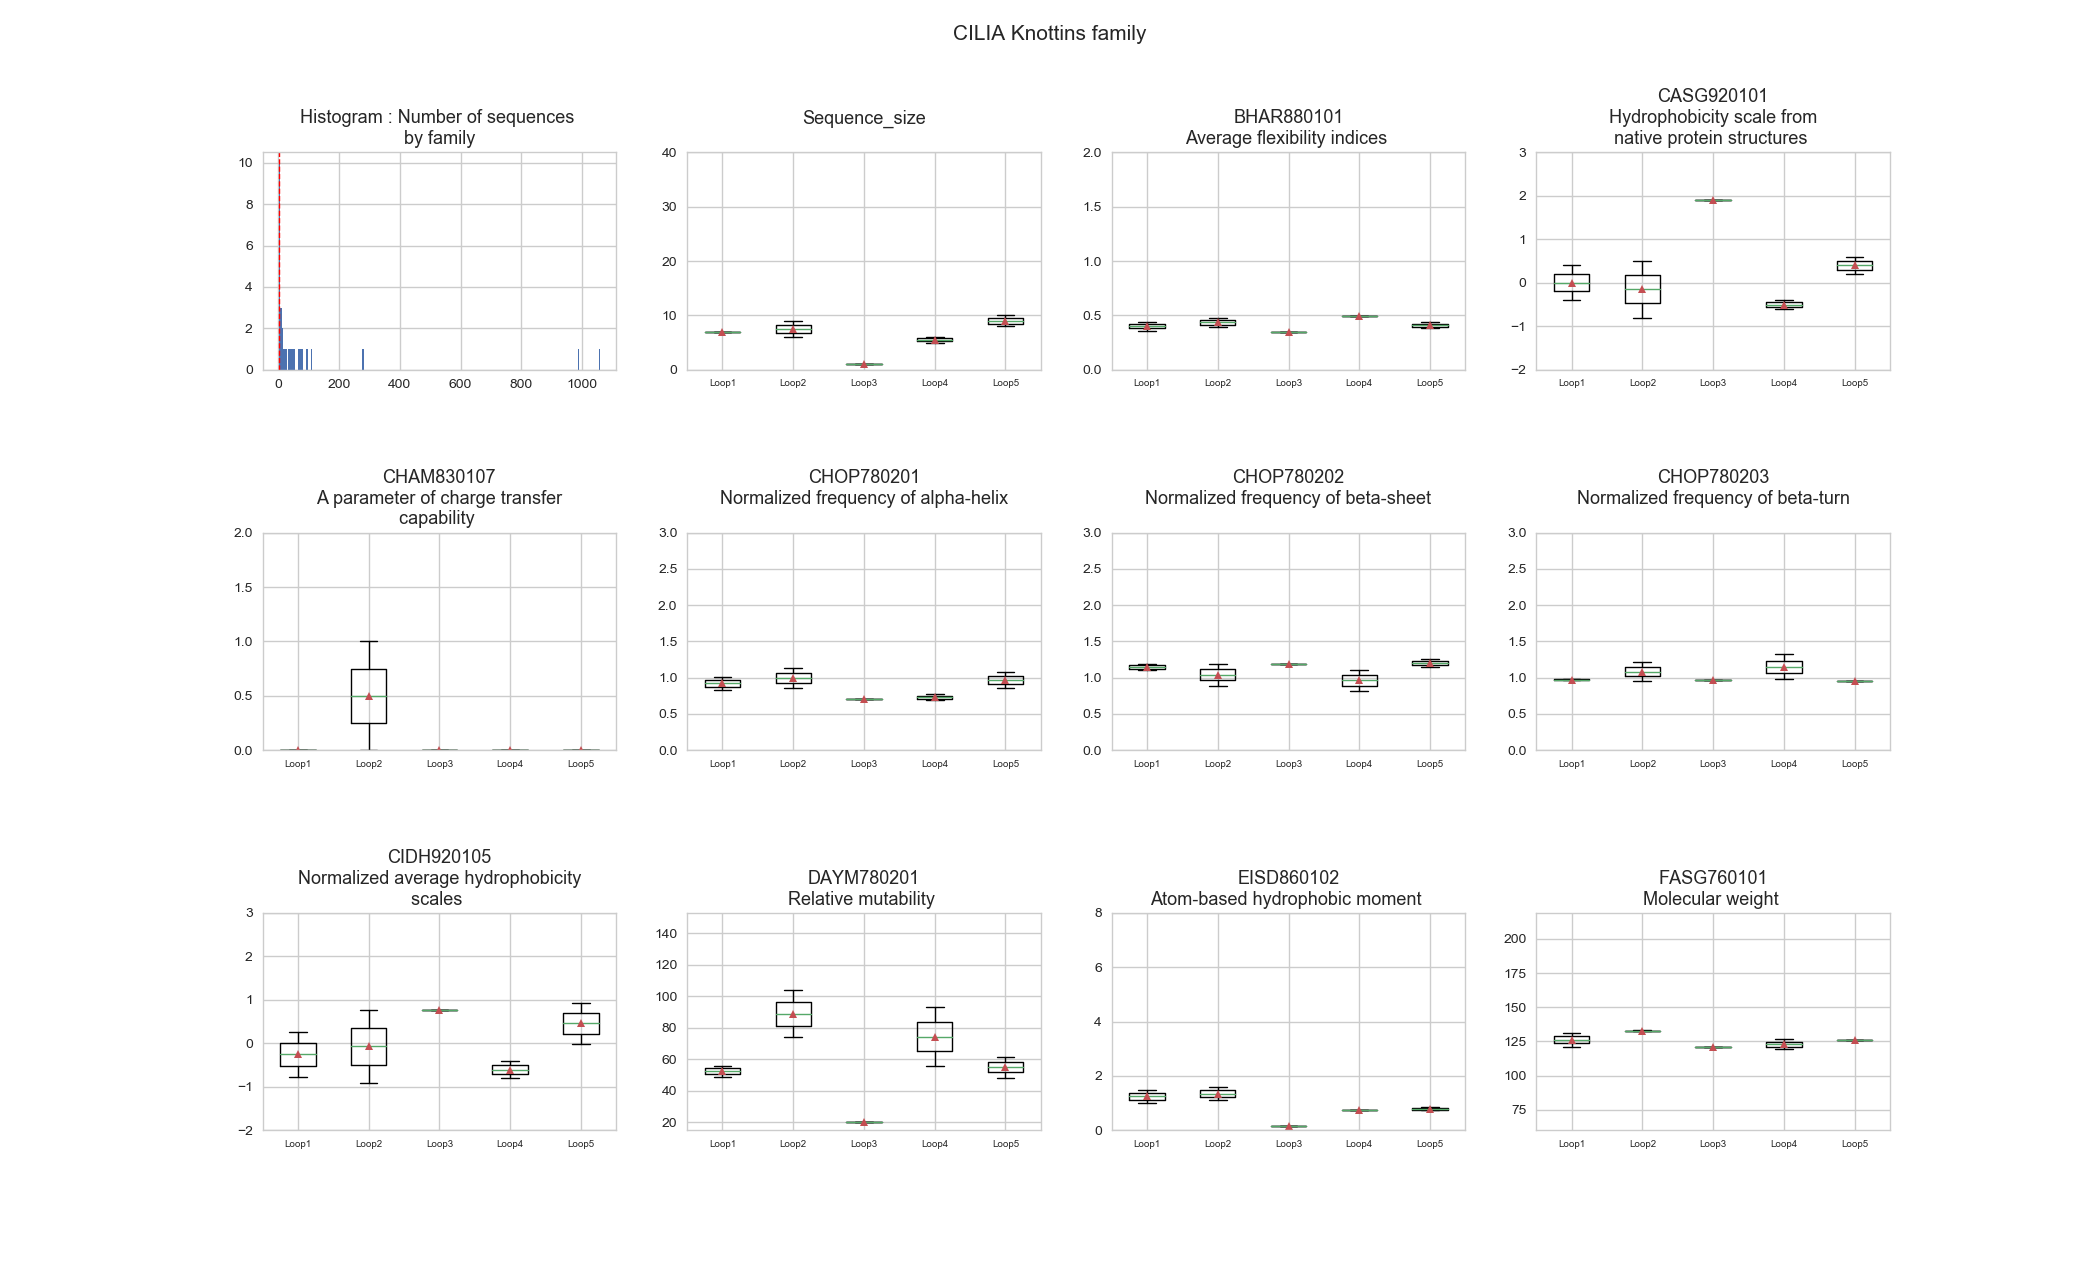 CILIA Knottins family
Histogram : Number of sequences
by family
10
8
6
4
2
0
0 200 400 600 800 1000
Sequence_size
40
30
20
10
0
Loop1 Loop2 Loop3 Loop4 Loop5
BHAR880101
Average flexibility indices
2.0
1.5
1.0
0.5
0.0
Loop1 Loop2 Loop3 Loop4 Loop5
CASG920101
Hydrophobicity scale from
native protein structures
3
2
1
0
−1
−2
Loop1 Loop2 Loop3 Loop4 Loop5
CHAM830107
A parameter of charge transfer
capability
2.0
1.5
1.0
0.5
0.0
Loop1 Loop2 Loop3 Loop4 Loop5
CHOP780201
Normalized frequency of alpha-helix
3.0
2.5
2.0
1.5
1.0
0.5
0.0
Loop1 Loop2 Loop3 Loop4 Loop5
CHOP780202
Normalized frequency of beta-sheet
3.0
2.5
2.0
1.5
1.0
0.5
0.0
Loop1 Loop2 Loop3 Loop4 Loop5
CHOP780203
Normalized frequency of beta-turn
3.0
2.5
2.0
1.5
1.0
0.5
0.0
Loop1 Loop2 Loop3 Loop4 Loop5
CIDH920105
Normalized average hydrophobicity
scales
3
2
1
0
−1
−2
Loop1 Loop2 Loop3 Loop4 Loop5
DAYM780201
Relative mutability
140
120
100
80
60
40
20
Loop1 Loop2 Loop3 Loop4 Loop5
EISD860102
Atom-based hydrophobic moment
8
6
4
2
0
Loop1 Loop2 Loop3 Loop4 Loop5
FASG760101
Molecular weight
200
175
150
125
100
75
Loop1 Loop2 Loop3 Loop4 Loop5